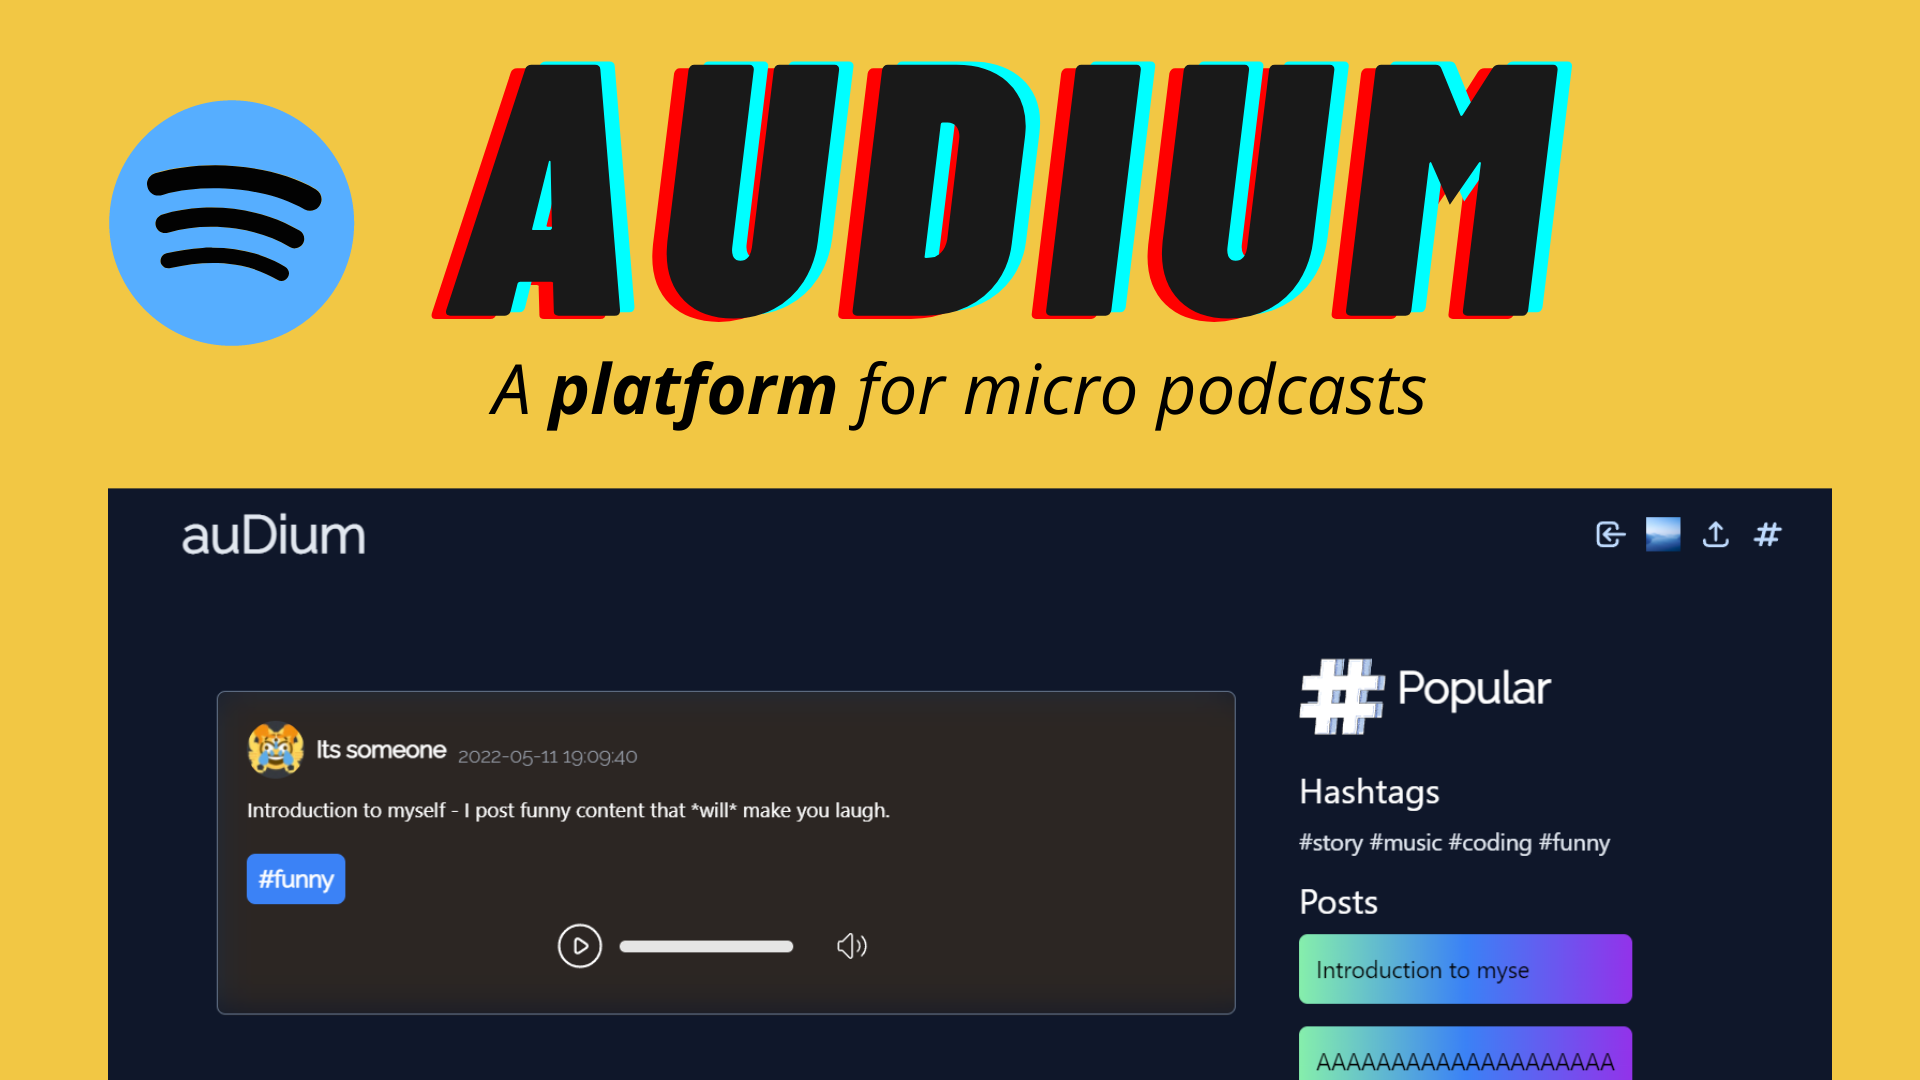 AUDIUM
A platform for micro podcasts
auDium
#
# Popular
Its someone 2022-05-11 19:09:40
Introduction to myself - I post funny content that *will* make you laugh.
#funny
Hashtags
#story #music #coding #funny
Posts
Introduction to myse
AAAAAAAAAAAAAAAAAAAA